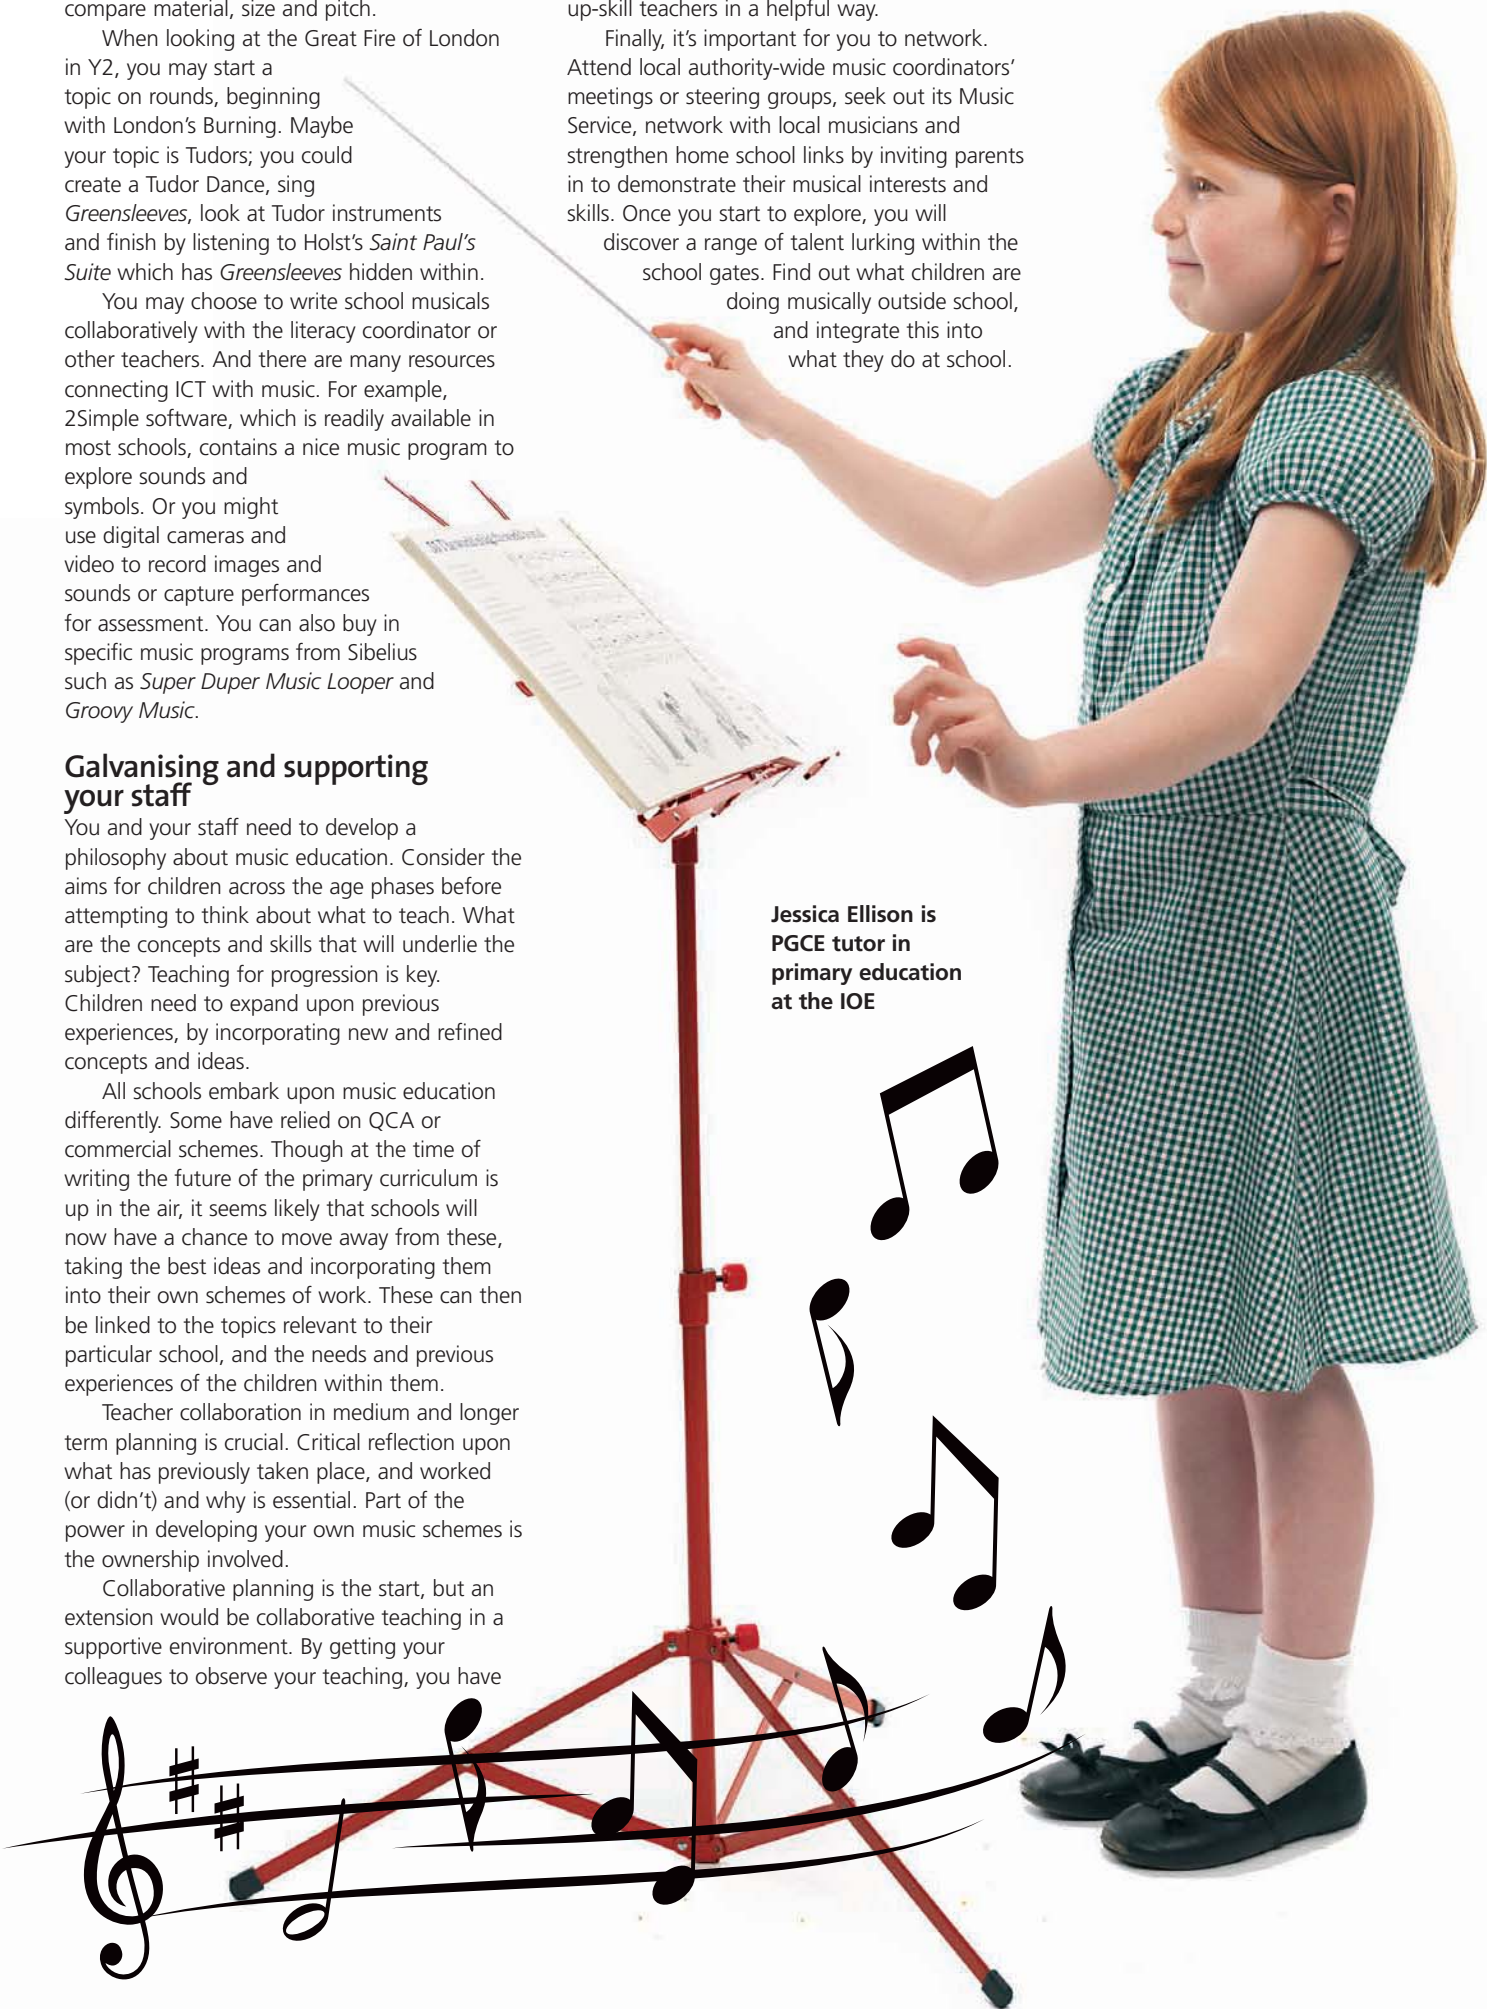 compare material, size and pitch.
When looking at the Great Fire of London
in Y2, you may start a
topic on rounds, beginning
with London's Burning. Maybe
your topic is Tudors; you could
create a Tudor Dance, sing
Greensleeves, look at Tudor instruments
and finish by listening to Holst's Saint Paul's
Suite which has Greensleeves hidden within.
You may choose to write school musicals
collaboratively with the literacy coordinator or
other teachers. And there are many resources
connecting ICT with music. For example,
2Simple software, which is readily available in
most schools, contains a nice music program to
explore sounds and
symbols. Or you might
use digital cameras and
video to record images and
sounds or capture performances
for assessment. You can also buy in
specific music programs from Sibelius
such as Super Duper Music Looper and
Groovy Music.
Galvanising and supporting
your staff
You and your staff need to develop a
philosophy about music education. Consider the
aims for children across the age phases before
attempting to think about what to teach. What
are the concepts and skills that will underlie the
subject? Teaching for progression is key.
Children need to expand upon previous
experiences, by incorporating new and refined
concepts and ideas.
All schools embark upon music education
differently. Some have relied on QCA or
commercial schemes. Though at the time of
writing the future of the primary curriculum is
up in the air, it seems likely that schools will
now have a chance to move away from these,
taking the best ideas and incorporating them
into their own schemes of work. These can then
be linked to the topics relevant to their
particular school, and the needs and previous
experiences of the children within them.
Teacher collaboration in medium and longer
term planning is crucial. Critical reflection upon
what has previously taken place, and worked
(or didn't) and why is essential. Part of the
power in developing your own music schemes is
the ownership involved.
Collaborative planning is the start, but an
extension would be collaborative teaching in a
supportive environment. By getting your
colleagues to observe your teaching, you have
up-skill teachers in a helpful way.
Finally, it's important for you to network.
Attend local authority-wide music coordinators'
meetings or steering groups, seek out its Music
Service, network with local musicians and
strengthen home school links by inviting parents
in to demonstrate their musical interests and
skills. Once you start to explore, you will
discover a range of talent lurking within the
school gates. Find out what children are
doing musically outside school,
and integrate this into
what they do at school.
Jessica Ellison is
PGCE tutor in
primary education
at the IOE